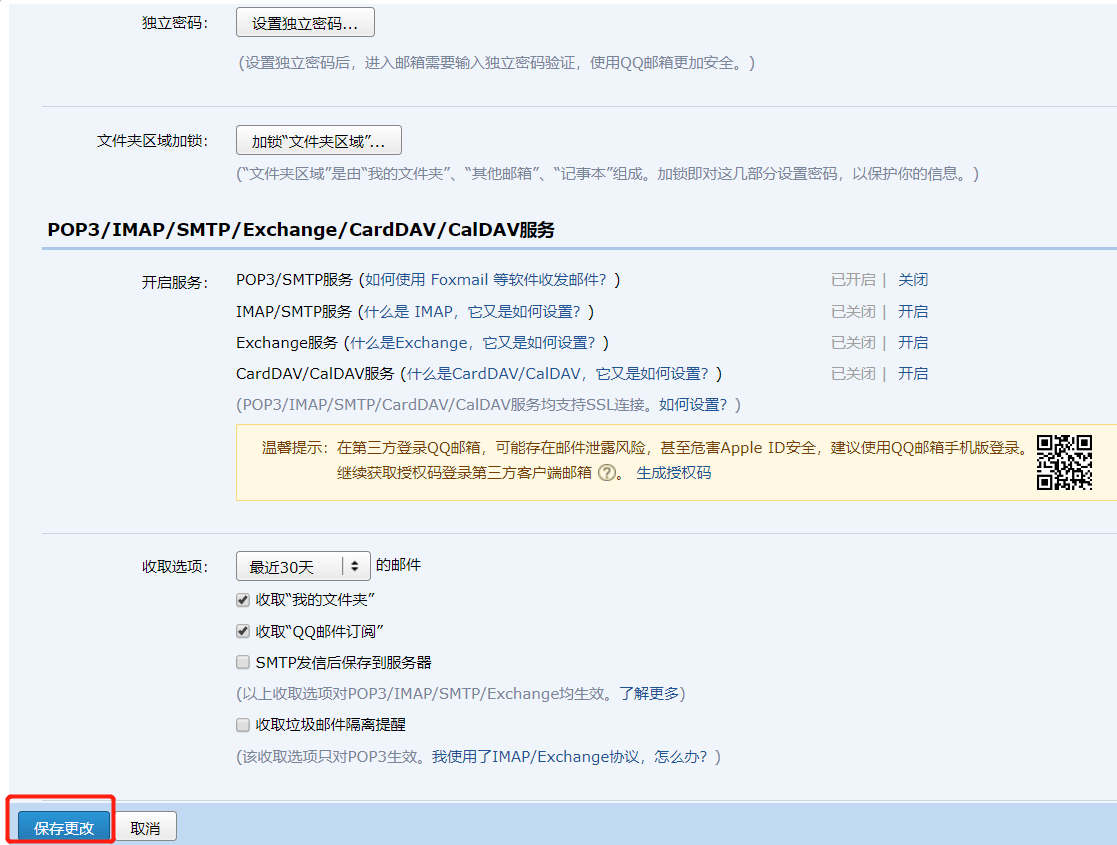 独立密码： 设置独立密码...
(设置独立密码后，进入邮箱需要输入独立密码验证，使用QQ邮箱更加安全。)
文件夹区域加锁： 加锁“文件夹区域”...
(“文件夹区域”是由“我的文件夹”、“其他邮箱”、“记事本”组成。加锁即对这几部分设置密码，以保护你的信息。)
POP3/IMAP/SMTP/Exchange/CardDAV/CalDAV服务
开启服务： POP3/SMTP服务 (如何使用 Foxmail 等软件收发邮件？) 已开启 | 关闭
IMAP/SMTP服务 (什么是 IMAP，它又是如何设置？) 已关闭 | 开启
Exchange服务 (什么是Exchange，它又是如何设置？) 已关闭 | 开启
CardDAV/CalDAV服务 (什么是CardDAV/CalDAV，它又是如何设置？) 已关闭 | 开启
(POP3/IMAP/SMTP/CardDAV/CalDAV服务均支持SSL连接。如何设置？)
温馨提示：在第三方登录QQ邮箱，可能存在邮件泄露风险，甚至危害Apple ID安全，建议使用QQ邮箱手机版登录。
继续获取授权码登录第三方客户端邮箱 ?。 生成授权码
收取选项： 最近30天 的邮件
收取“我的文件夹”
收取“QQ邮件订阅”
SMTP发信后保存到服务器
(以上收取选项对POP3/IMAP/SMTP/Exchange均生效。了解更多)
收取垃圾邮件隔离提醒
(该收取选项只对POP3生效。我使用了IMAP/Exchange协议，怎么办？)
保存更改 取消